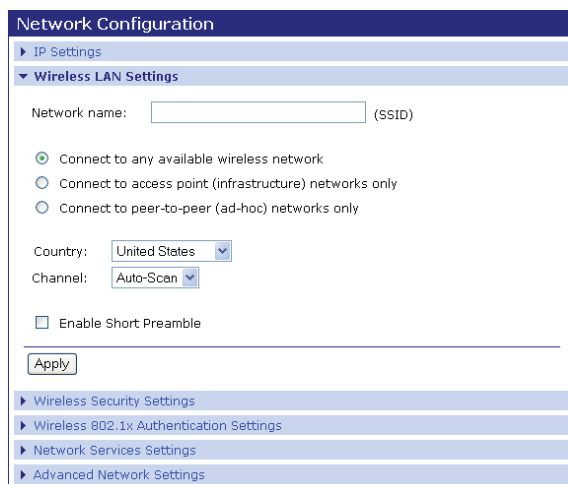 Network Configuration
IP Settings
Wireless LAN Settings
Network name: (SSID)
Connect to any available wireless network
Connect to access point (infrastructure) networks only
Connect to peer-to-peer (ad-hoc) networks only
Country: United States
Channel: Auto-Scan
Enable Short Preamble
Apply
Wireless Security Settings
Wireless 802.1x Authentication Settings
Network Services Settings
Advanced Network Settings